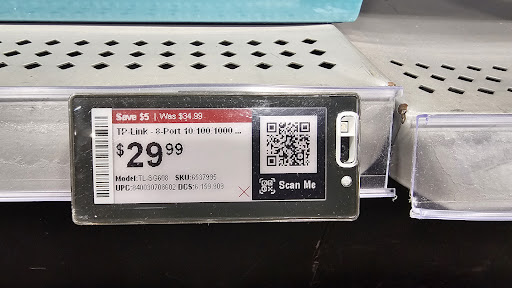 Save $5 | Was $34.99
TP-Link - 8-Port 10 100 1000 ...
$29 99
Model: TL-SG608 SKU: 6537995
UPC: 840030708602 DCS: 6.159.909
Scan Me